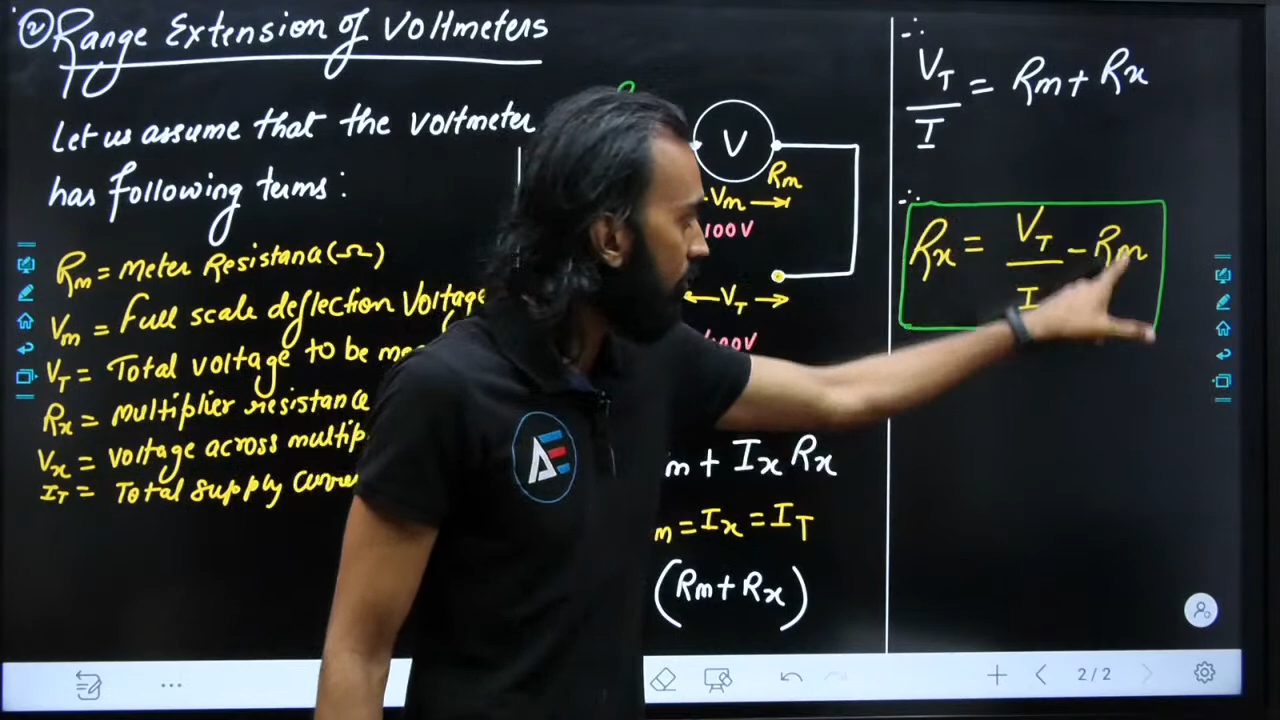 ② Range Extension of Voltmeters
Let us assume that the voltmeter
has following terms :
Rm = Meter Resistana (Ω)
Vm = Full scale deflection Voltage
VT = Total voltage to be
Rx = multiplier resistance
Vx = voltage across
IT = Total supply
V
Rm
Vm
100V
VT
m + Ix Rx
m = Ix = IT
(Rm + Rx)
∴
VT
I
= Rm + Rx
∴
Rx = VT
I
- Rm
2/2